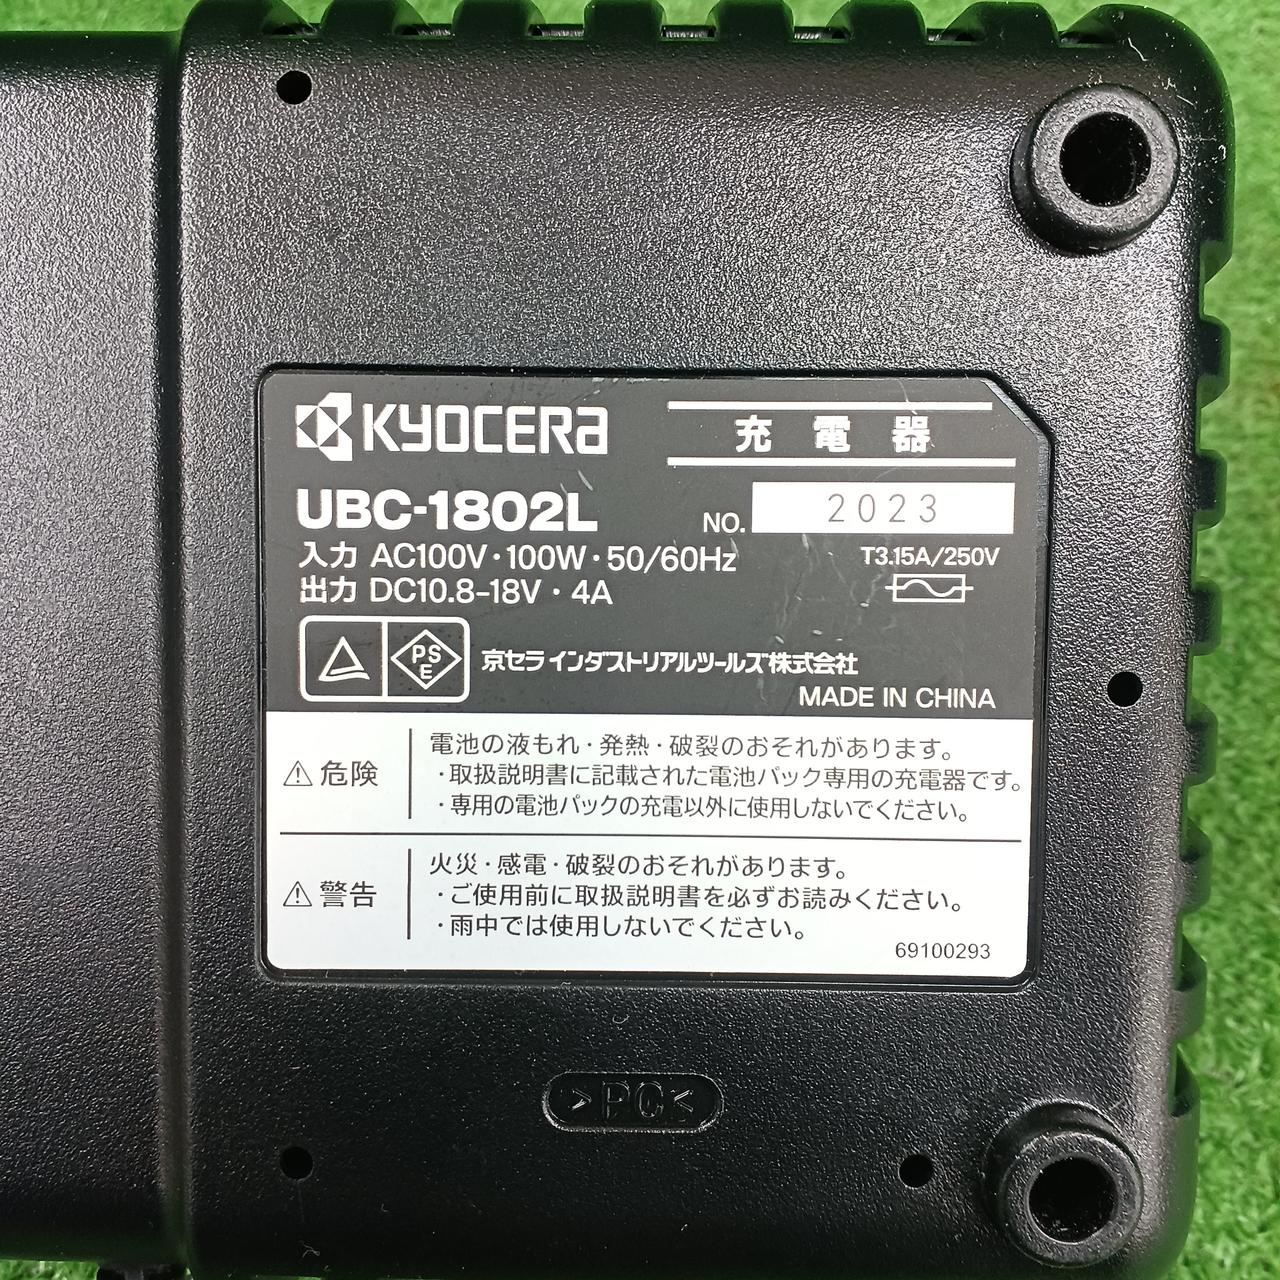 KYOCERA
充電器
UBC-1802L
NO. 2023
入力 AC100V・100W・50/60Hz
T3.15A/250V
出力 DC10.8-18V・4A
PS
E
京セラインダストリアルツールズ株式会社
MADE IN CHINA
⚠危険
電池の液もれ・発熱・破裂のおそれがあります。
・取扱説明書に記載された電池パック専用の充電器です。
・専用の電池パックの充電以外に使用しないでください。
⚠警告
火災・感電・破裂のおそれがあります。
・ご使用前に取扱説明書を必ずお読みください。
・雨中では使用しないでください。
69100293
>PC<